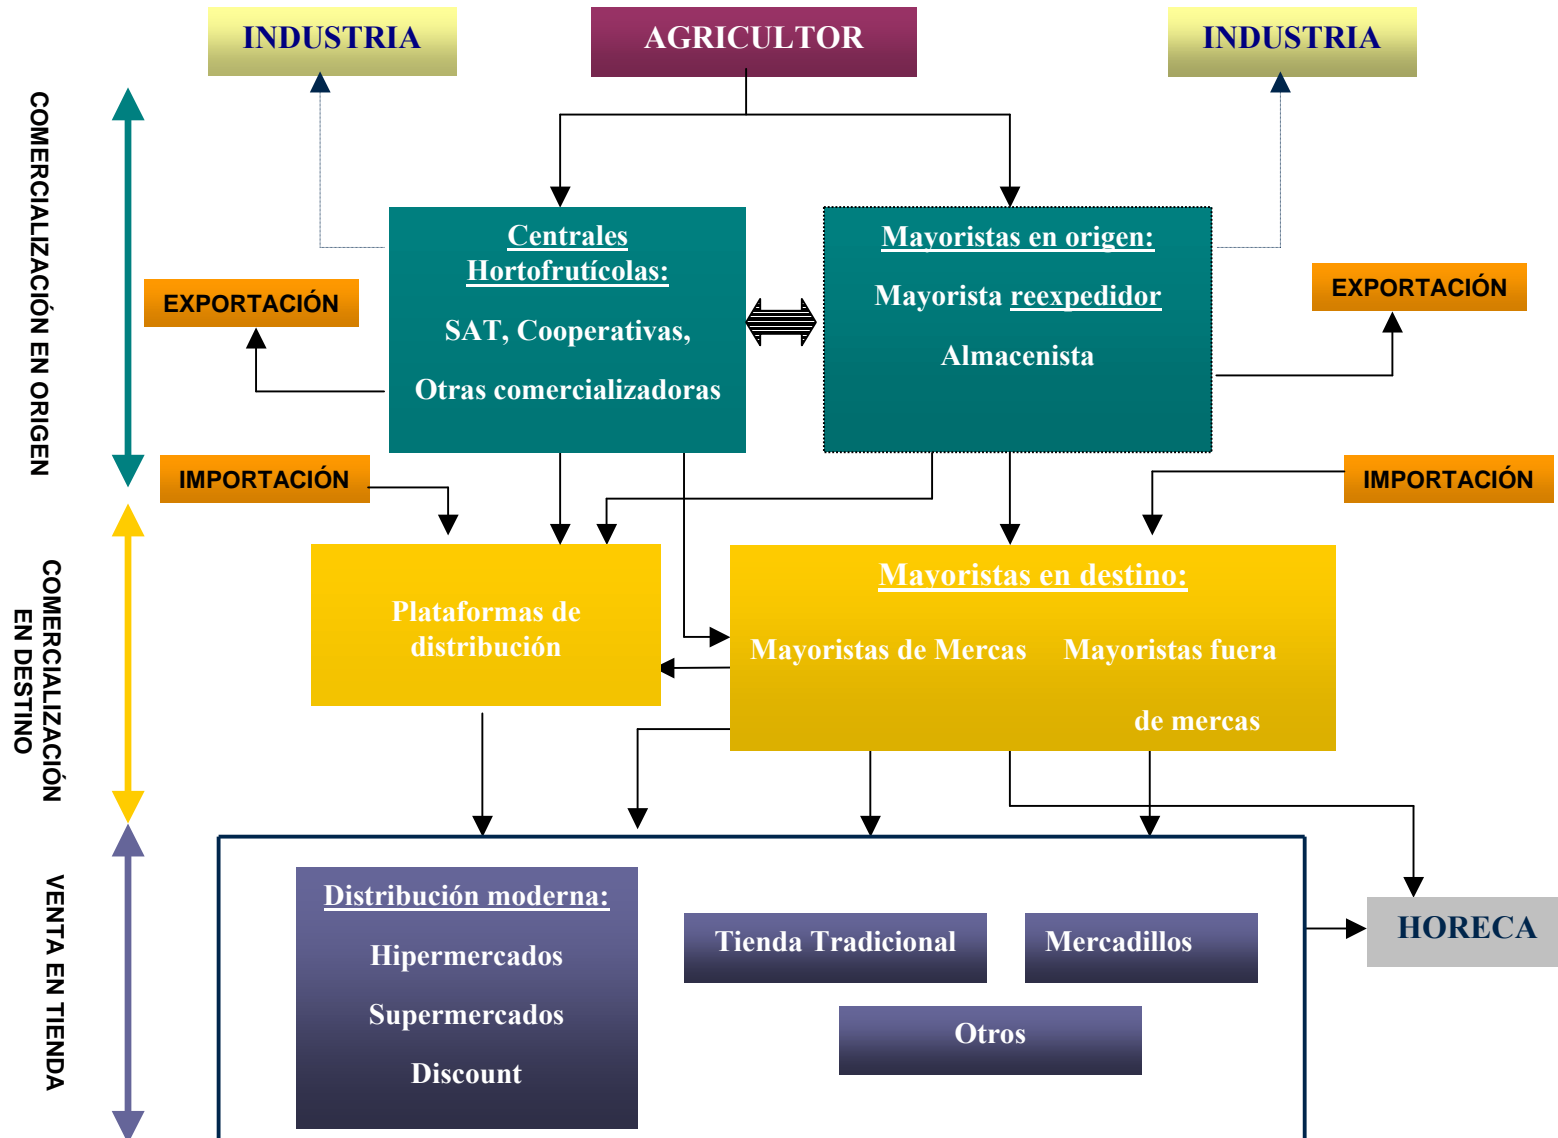 INDUSTRIA
AGRICULTOR
INDUSTRIA
COMERCIALIZACIÓN EN ORIGEN
Centrales
Hortofrutícolas:
SAT, Cooperativas,
Otras comercializadoras
Mayoristas en origen:
Mayorista reexpedidor
Almacenista
EXPORTACIÓN
EXPORTACIÓN
IMPORTACIÓN
IMPORTACIÓN
COMERCIALIZACIÓN
EN DESTINO
Plataformas de
distribución
Mayoristas en destino:
Mayoristas de Mercas Mayoristas fuera
de mercas
VENTA EN TIENDA
Distribución moderna:
Hipermercados
Supermercados
Discount
Tienda Tradicional
Mercadillos
Otros
HORECA